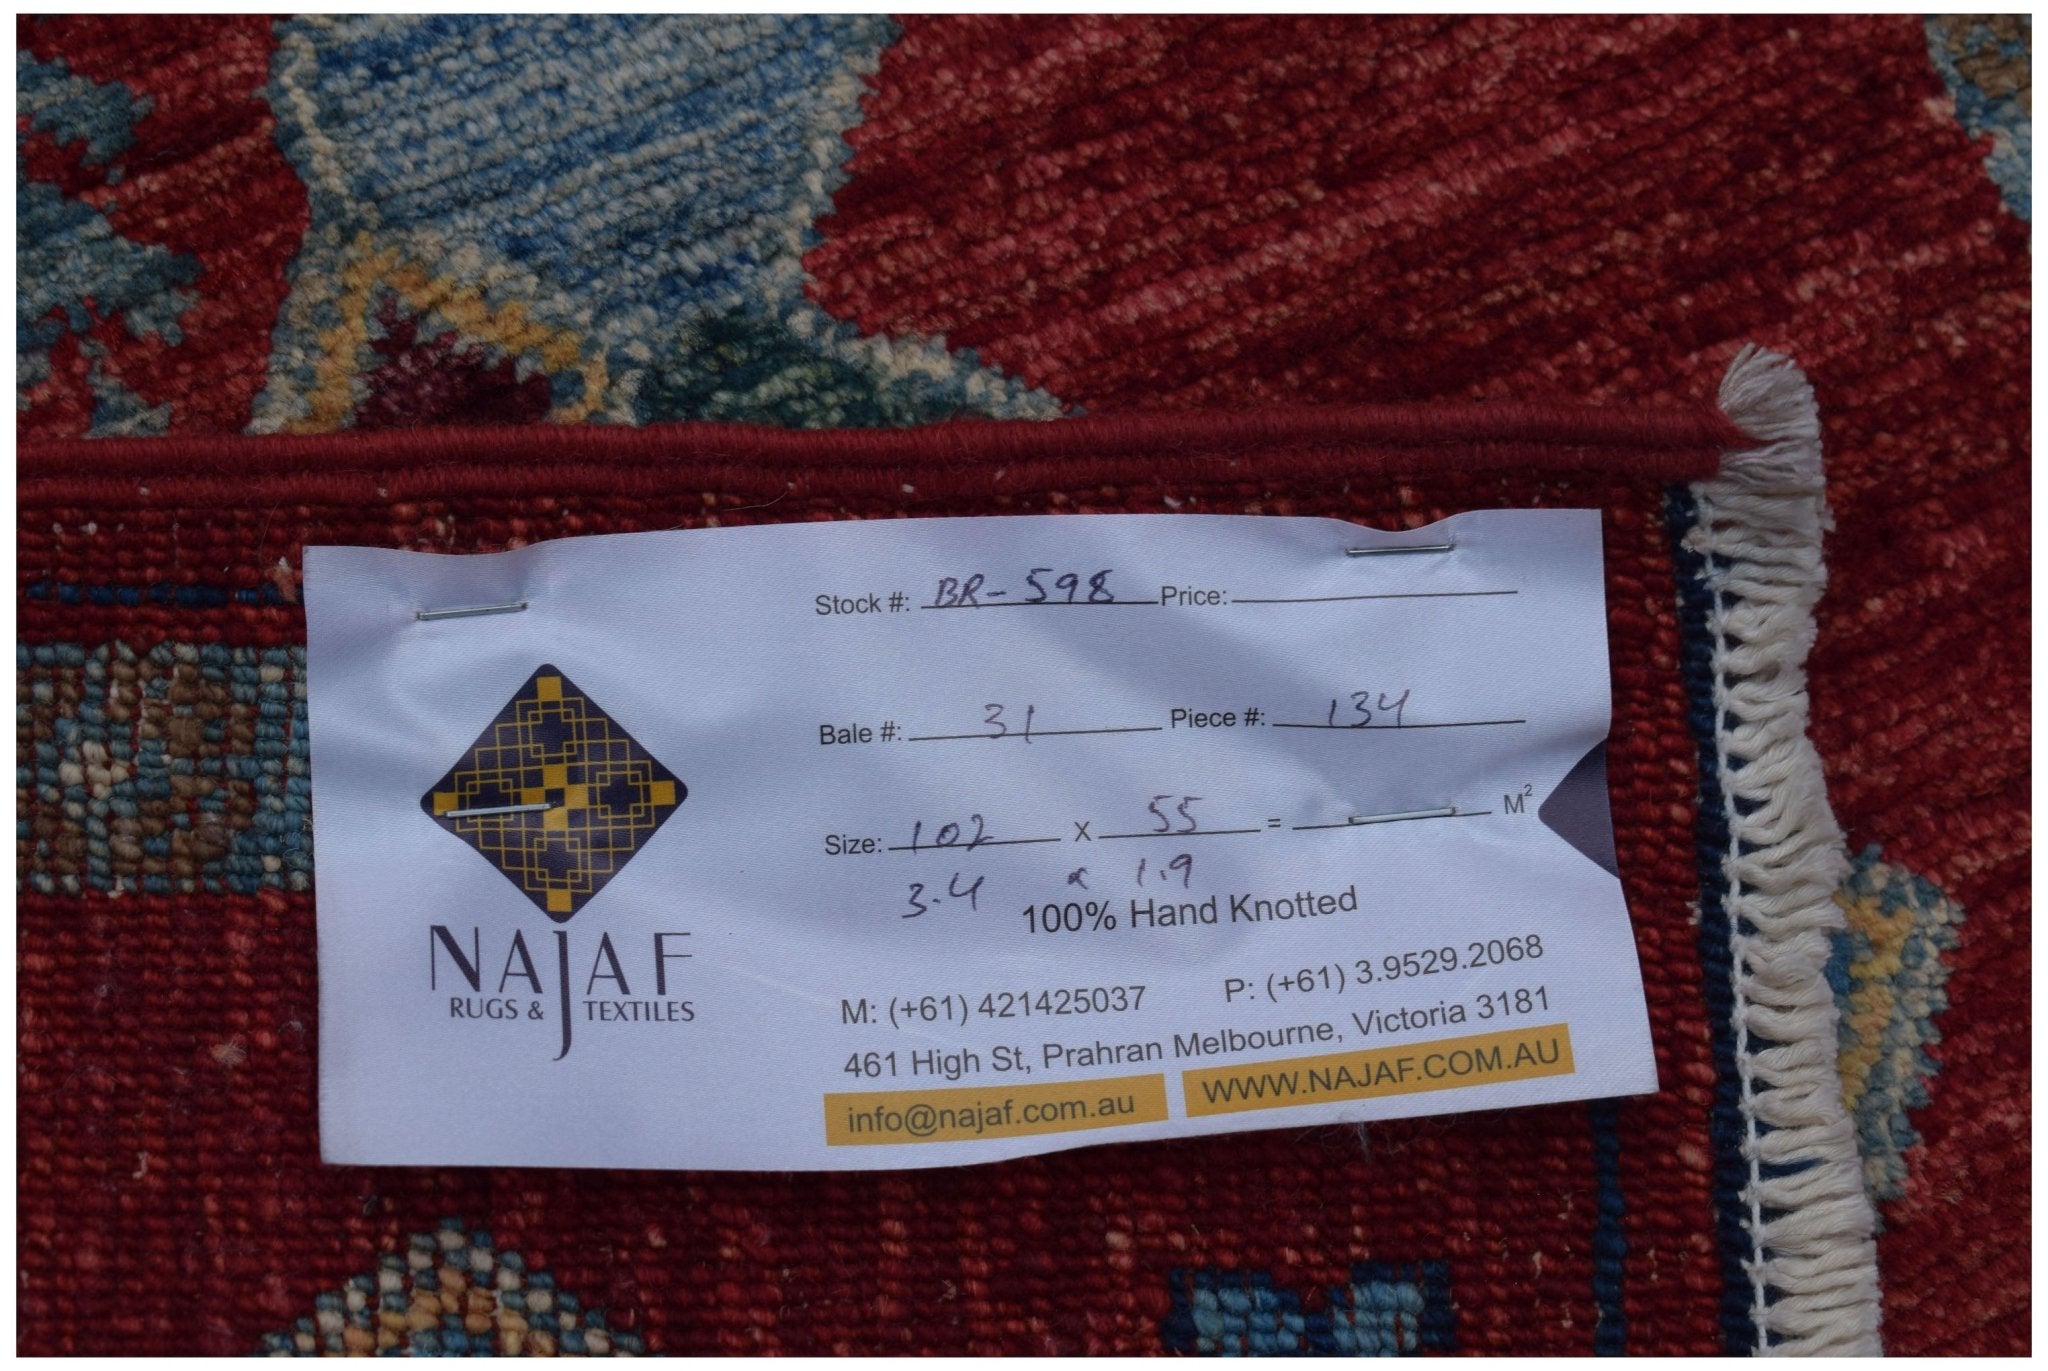 Stock #: BR-598 Price:
Bale #: 31 Piece #: 134
Size: 102 x 55 = M²
3.4 x 1.9
100% Hand Knotted
NAJAF
RUGS & TEXTILES
M: (+61) 421425037 P: (+61) 3.9529.2068
461 High St, Prahran Melbourne, Victoria 3181
info@najaf.com.au WWW.NAJAF.COM.AU